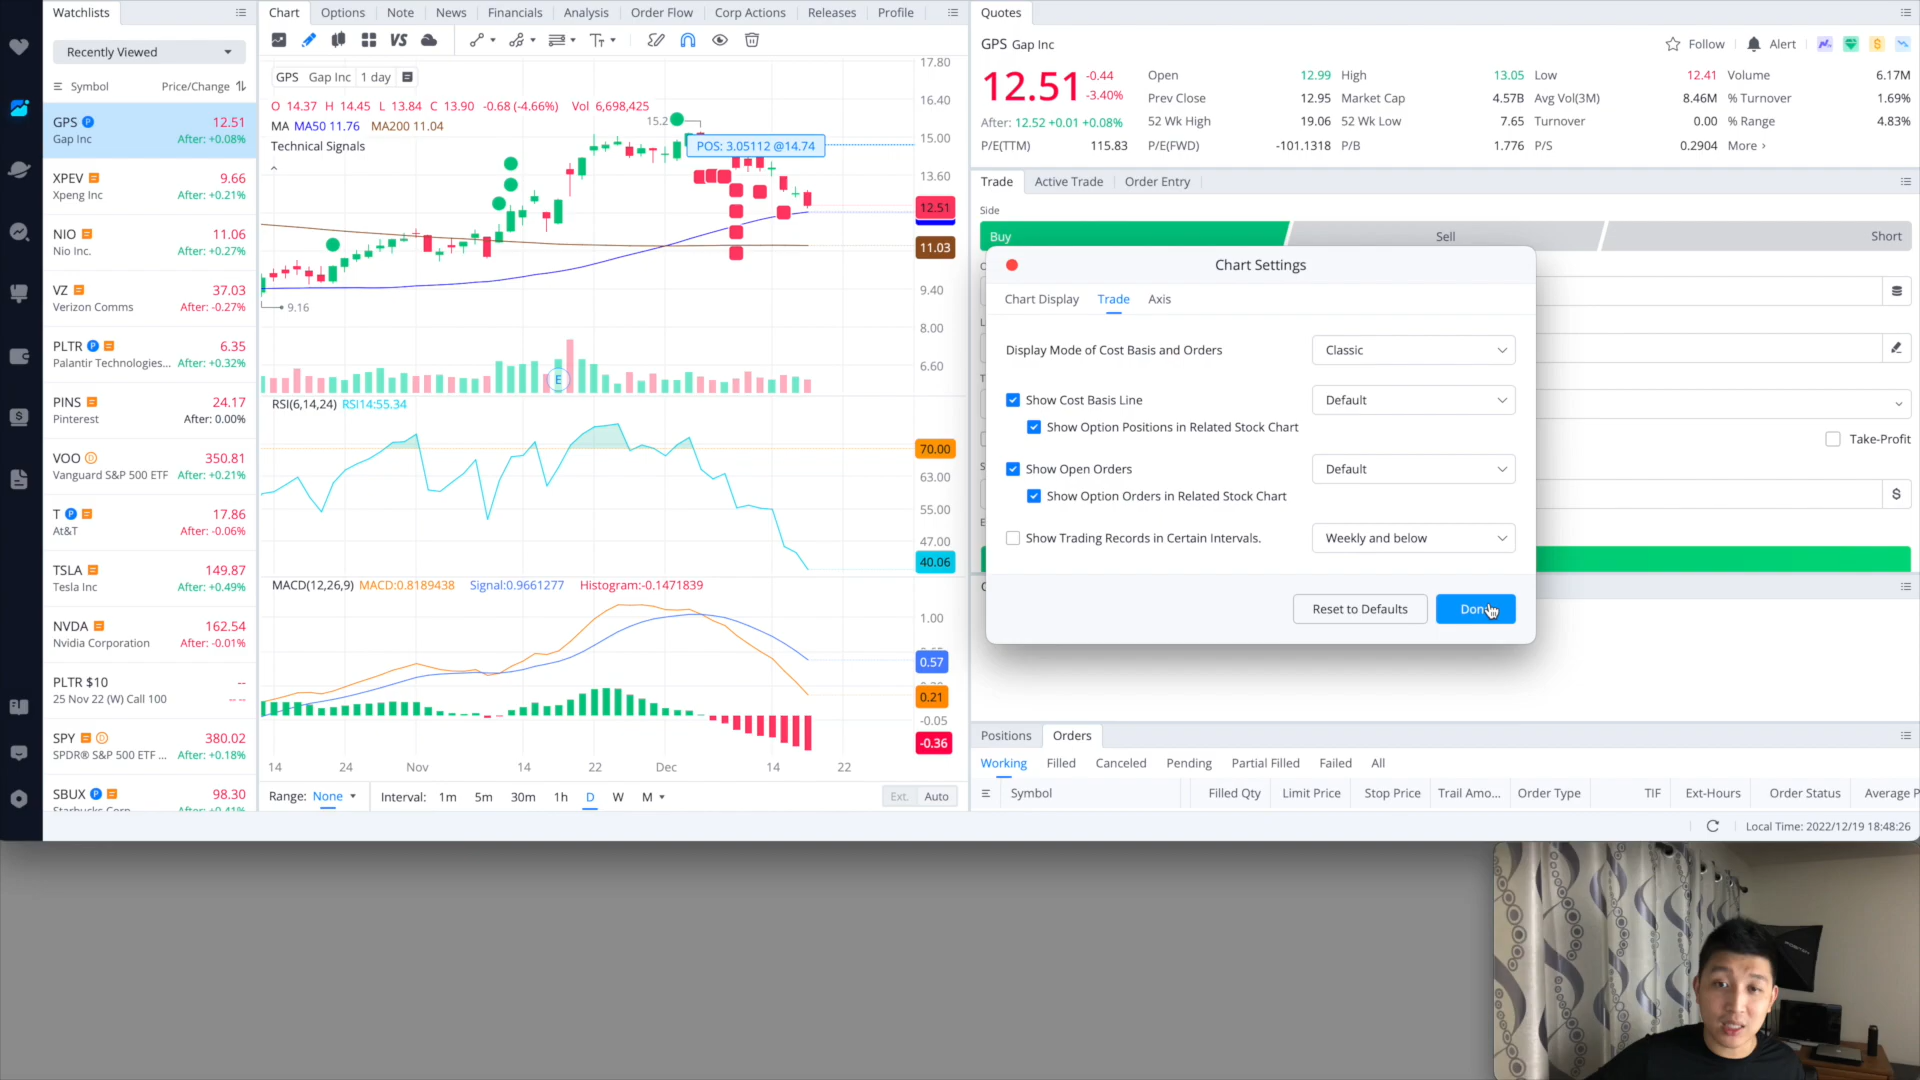 Watchlists
Recently Viewed
Symbol Price/Change
GPS 12.51
Gap Inc After: +0.08%
XPEV 9.66
Xpeng Inc After: +0.21%
NIO 11.06
Nio Inc. After: +0.27%
VZ 37.03
Verizon Comms After: -0.27%
PLTR 6.35
Palantir Technologies... After: +0.32%
PINS 24.17
Pinterest After: 0.00%
VOO 350.81
Vanguard S&P 500 ETF After: +0.21%
T 17.86
At&T After: -0.06%
TSLA 149.87
Tesla Inc After: +0.49%
NVDA 162.54
Nvidia Corporation After: -0.01%
PLTR $10 --
25 Nov 22 (W) Call 100 -- --
SPY 380.02
SPDR® S&P 500 ETF ... After: +0.18%
SBUX 98.30
Chart Options Note News Financials Analysis Order Flow Corp Actions Releases Profile
VS
GPS Gap Inc 1 day
O 14.37 H 14.45 L 13.84 C 13.90 -0.68 (-4.66%) Vol 6,698,425
MA MA50 11.76 MA200 11.04
Technical Signals
15.2
POS: 3.05112 @14.74
9.16
E
17.80
16.40
15.00
13.60
12.51
11.03
9.40
8.00
6.60
RSI(6,14,24) RSI14:55.34
70.00
63.00
55.00
47.00
40.06
MACD(12,26,9) MACD:0.8189438 Signal:0.9661277 Histogram:-0.1471839
1.00
0.57
0.21
-0.05
-0.36
14 24 Nov 14 22 Dec 14 22
Range: None Interval: 1m 5m 30m 1h D W M Ext. Auto
Quotes
GPS Gap Inc Follow Alert
12.51 -0.44
-3.40%
After: 12.52 +0.01 +0.08%
Open 12.99 High 13.05 Low 12.41 Volume 6.17M
Prev Close 12.95 Market Cap 4.57B Avg Vol(3M) 8.46M % Turnover 1.69%
52 Wk High 19.06 52 Wk Low 7.65 Turnover 0.00 % Range 4.83%
P/E(TTM) 115.83 P/E(FWD) -101.1318 P/B 1.776 P/S 0.2904 More ›
Trade Active Trade Order Entry
Side
Buy Sell Short
Take-Profit
$
Chart Settings
Chart Display Trade Axis
Display Mode of Cost Basis and Orders Classic
Show Cost Basis Line Default
Show Option Positions in Related Stock Chart
Show Open Orders Default
Show Option Orders in Related Stock Chart
Show Trading Records in Certain Intervals. Weekly and below
Reset to Defaults
Positions Orders
Working Filled Canceled Pending Partial Filled Failed All
Symbol Filled Qty Limit Price Stop Price Trail Amo... Order Type TIF Ext-Hours Order Status Average P
Local Time: 2022/12/19 18:48:26